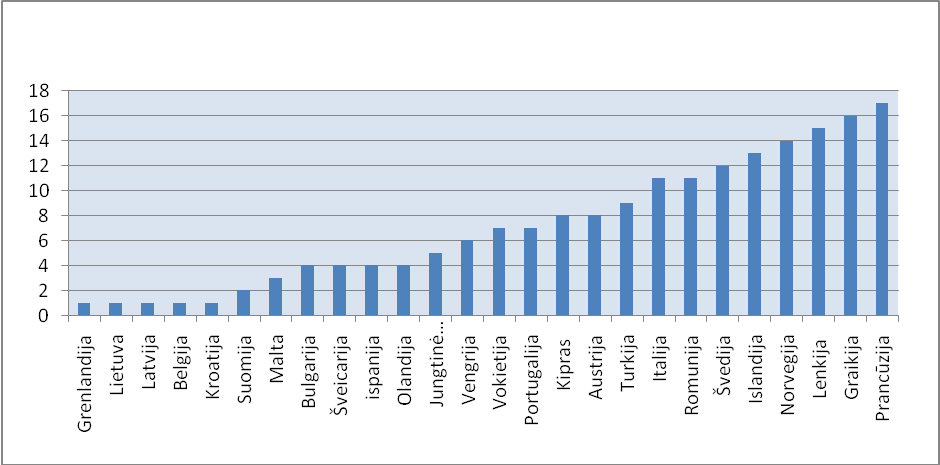 18
16
14
12
10
8
6
4
2
0
Grenlandija
Lietuva
Latvija
Belgija
Kroatija
Suomija
Malta
Bulgarija
Šveicarija
ispanija
Olandija
Jungtinė...
Vengrija
Vokietija
Portugalija
Kipras
Austrija
Turkija
Italija
Romunija
Švedija
Islandija
Norvegija
Lenkija
Graikija
Prancūzija